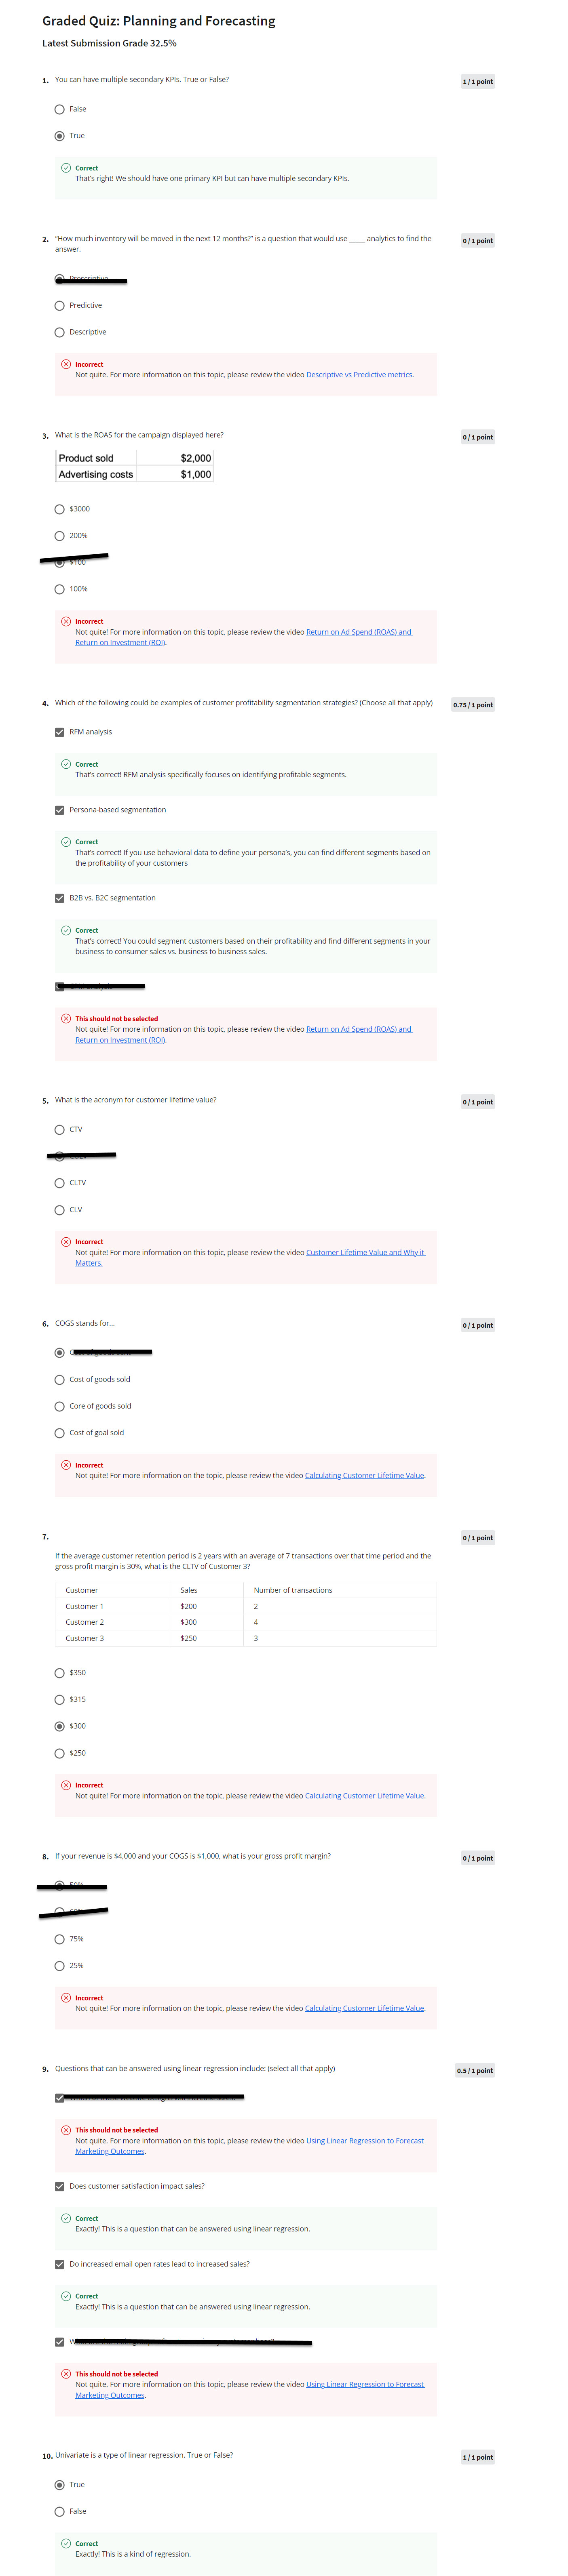 Graded Quiz: Planning and Forecasting
Latest Submission Grade 32.5%
1. You can have multiple secondary KPIs. True or False?
1 / 1 point
False
True
Correct
That's right! We should have one primary KPI but can have multiple secondary KPIs.
2. "How much inventory will be moved in the next 12 months?" is a question that would use _____ analytics to find the
answer.
0 / 1 point
Predictive
Descriptive
Incorrect
Not quite. For more information on this topic, please review the video Descriptive vs Predictive metrics.
3. What is the ROAS for the campaign displayed here?
0 / 1 point
Product sold $2,000
Advertising costs $1,000
$3000
200%
$100
100%
Incorrect
Not quite! For more information on this topic, please review the video Return on Ad Spend (ROAS) and
Return on Investment (ROI).
4. Which of the following could be examples of customer profitability segmentation strategies? (Choose all that apply)
0.75 / 1 point
RFM analysis
Correct
That's correct! RFM analysis specifically focuses on identifying profitable segments.
Persona-based segmentation
Correct
That's correct! If you use behavioral data to define your persona's, you can find different segments based on
the profitability of your customers
B2B vs. B2C segmentation
Correct
That's correct! You could segment customers based on their profitability and find different segments in your
business to consumer sales vs. business to business sales.
This should not be selected
Not quite! For more information on this topic, please review the video Return on Ad Spend (ROAS) and
Return on Investment (ROI).
5. What is the acronym for customer lifetime value?
0 / 1 point
CTV
CLTV
CLV
Incorrect
Not quite! For more information on this topic, please review the video Customer Lifetime Value and Why it
Matters.
6. COGS stands for...
0 / 1 point
Cost of goods sold
Core of goods sold
Cost of goal sold
Incorrect
Not quite! For more information on the topic, please review the video Calculating Customer Lifetime Value.
7.
0 / 1 point
If the average customer retention period is 2 years with an average of 7 transactions over that time period and the
gross profit margin is 30%, what is the CLTV of Customer 3?
Customer Sales Number of transactions
Customer 1 $200 2
Customer 2 $300 4
Customer 3 $250 3
$350
$315
$300
$250
Incorrect
Not quite! For more information on the topic, please review the video Calculating Customer Lifetime Value.
8. If your revenue is $4,000 and your COGS is $1,000, what is your gross profit margin?
0 / 1 point
75%
25%
Incorrect
Not quite! For more information on the topic, please review the video Calculating Customer Lifetime Value.
9. Questions that can be answered using linear regression include: (select all that apply)
0.5 / 1 point
This should not be selected
Not quite. For more information on this topic, please review the video Using Linear Regression to Forecast
Marketing Outcomes.
Does customer satisfaction impact sales?
Correct
Exactly! This is a question that can be answered using linear regression.
Do increased email open rates lead to increased sales?
Correct
Exactly! This is a question that can be answered using linear regression.
This should not be selected
Not quite. For more information on this topic, please review the video Using Linear Regression to Forecast
Marketing Outcomes.
10. Univariate is a type of linear regression. True or False?
1 / 1 point
True
False
Correct
Exactly! This is a kind of regression.